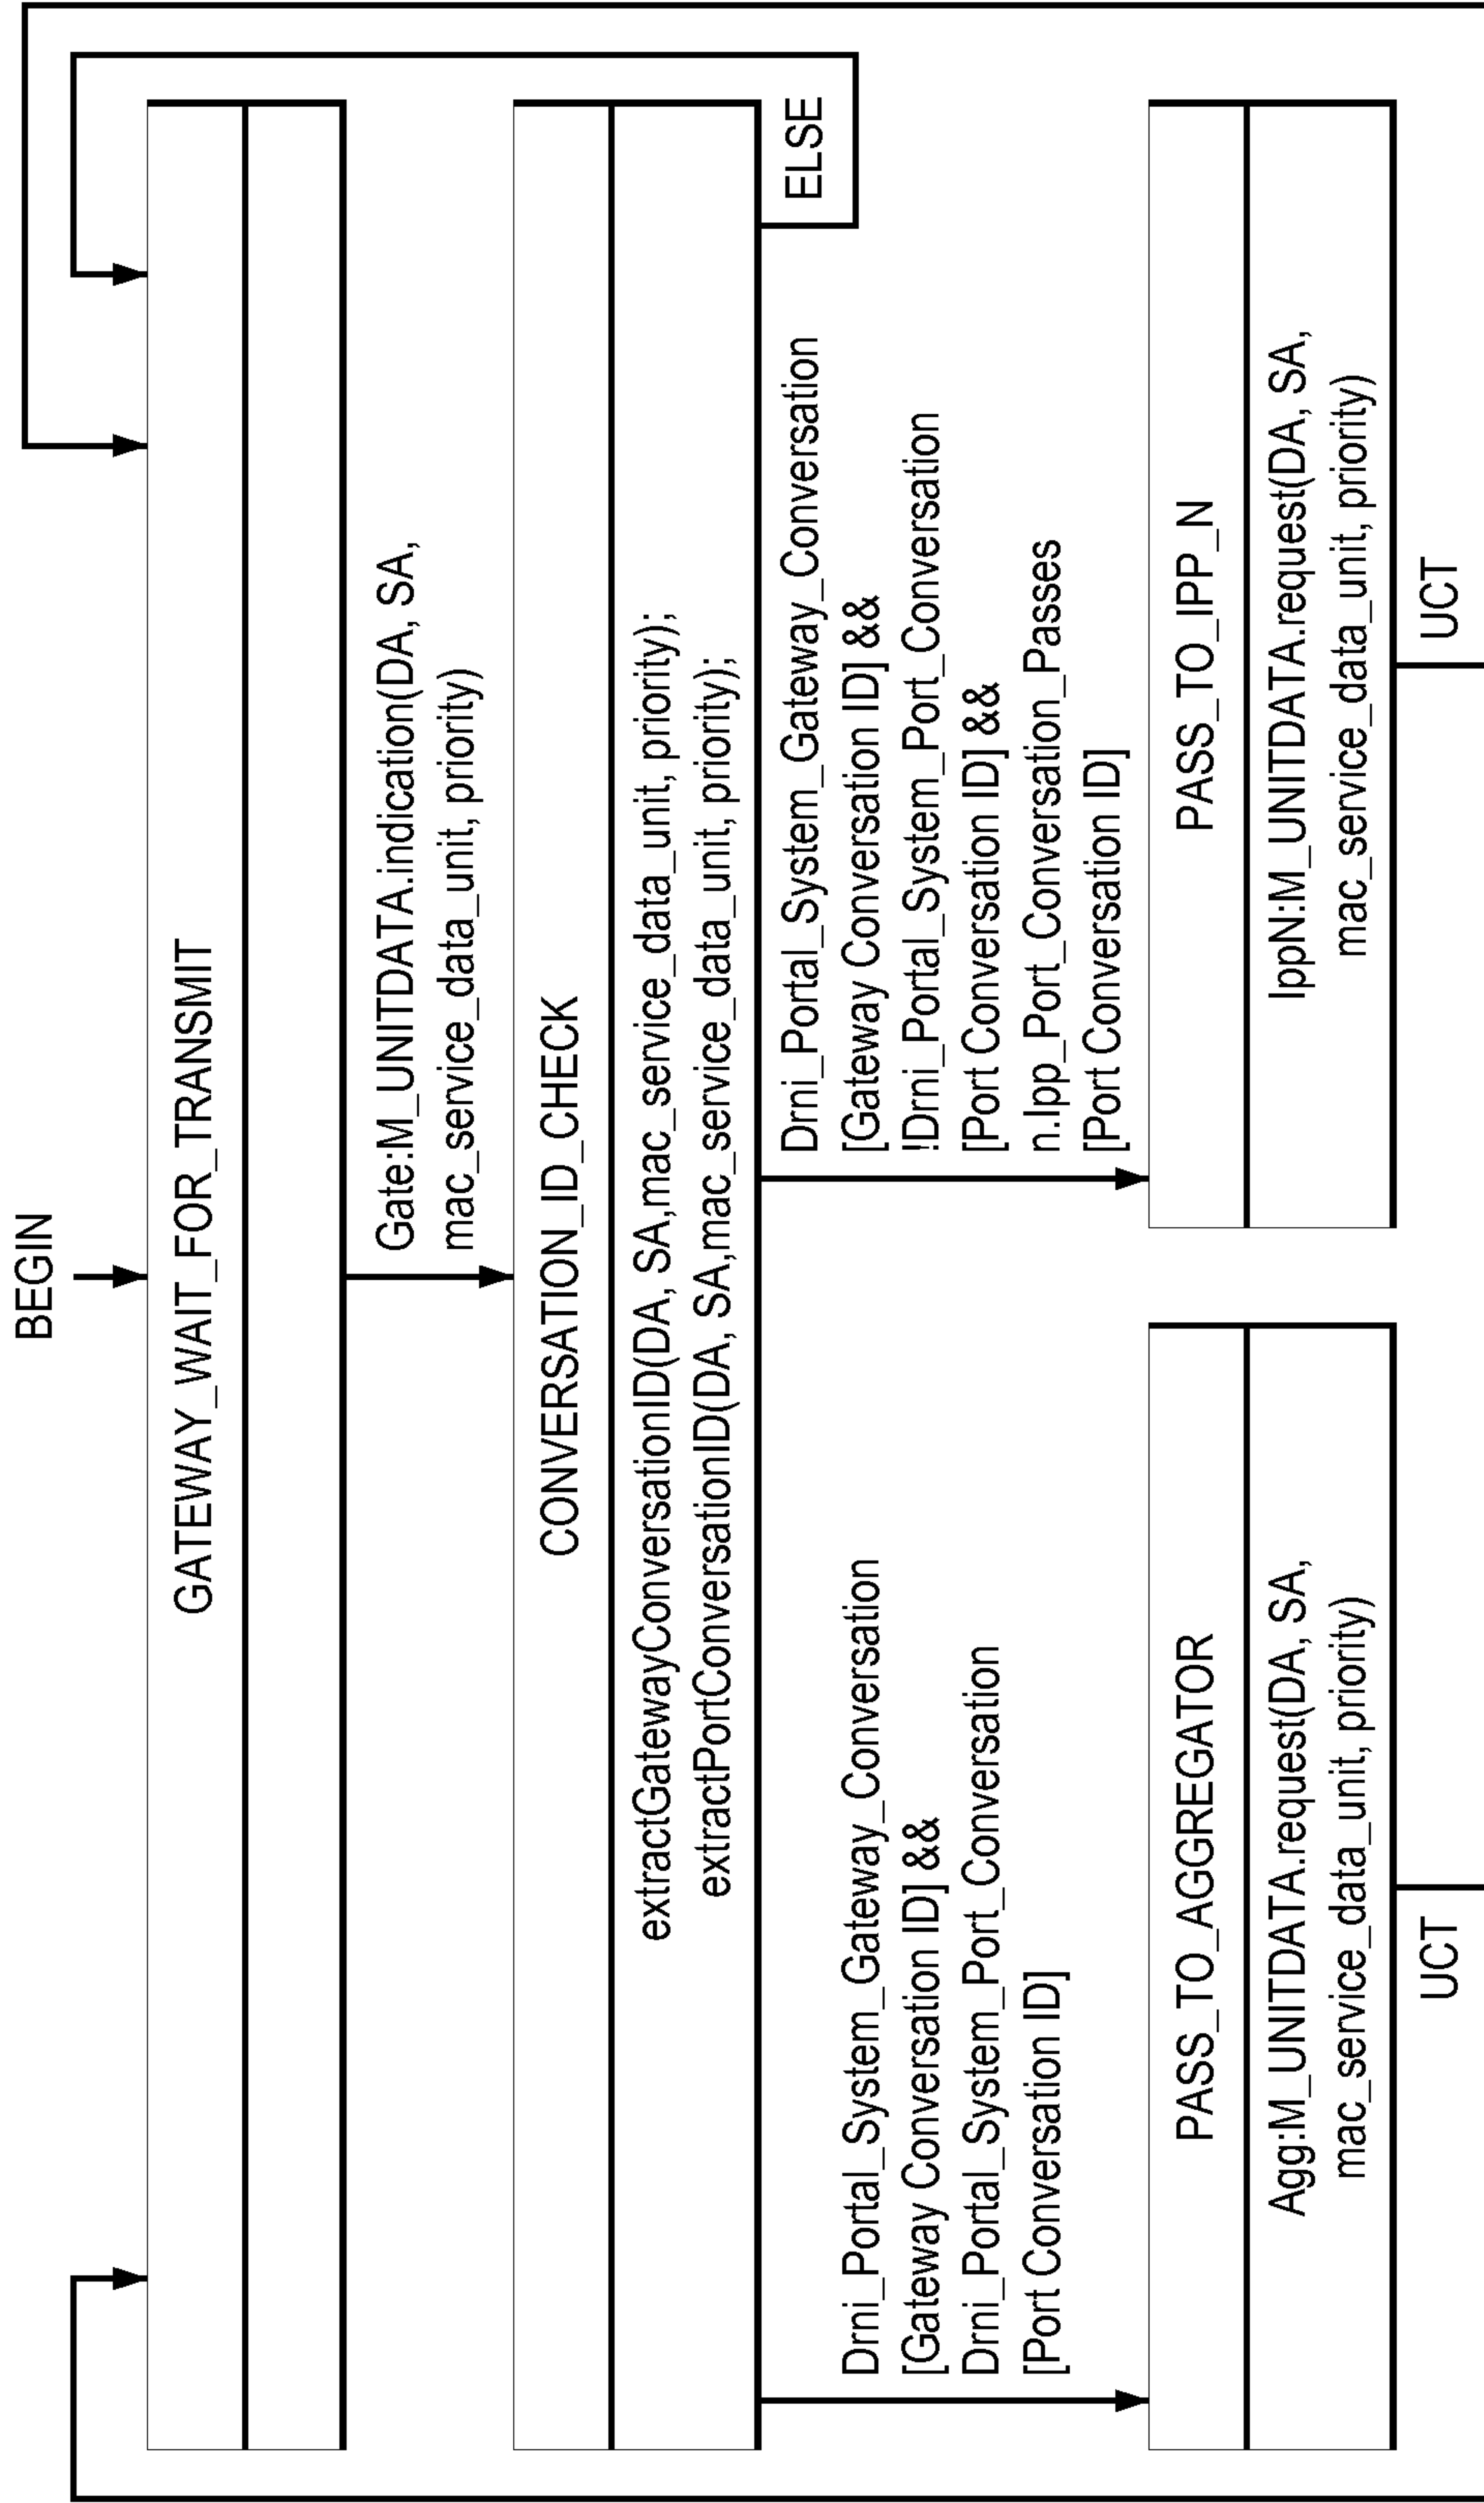 BEGIN
GATEWAY_WAIT_FOR_TRANSMIT
Gate:M_UNITDATA.indication(DA, SA,
mac_service_data_unit, priority)
CONVERSATION_ID_CHECK
extractGatewayConversationID(DA, SA,mac_service_data_unit, priority);
extractPortConversationID(DA, SA,mac_service_data_unit, priority);
ELSE
Drni_Portal_System_Gateway_Conversation
[Gateway Conversation ID] &&
Drni_Portal_System_Port_Conversation
[Port Conversation ID]
Drni_Portal_System_Gateway_Conversation
[Gateway Conversation ID] &&
!Drni_Portal_System_Port_Conversation
[Port Conversation ID] &&
n.Ipp_Port_Conversation_Passes
[Port Conversation ID]
PASS_TO_AGGREGATOR
Agg:M_UNITDATA.request(DA, SA,
mac_service_data_unit, priority)
UCT
PASS_TO_IPP_N
IppN:M_UNITDATA.request(DA, SA,
mac_service_data_unit, priority)
UCT